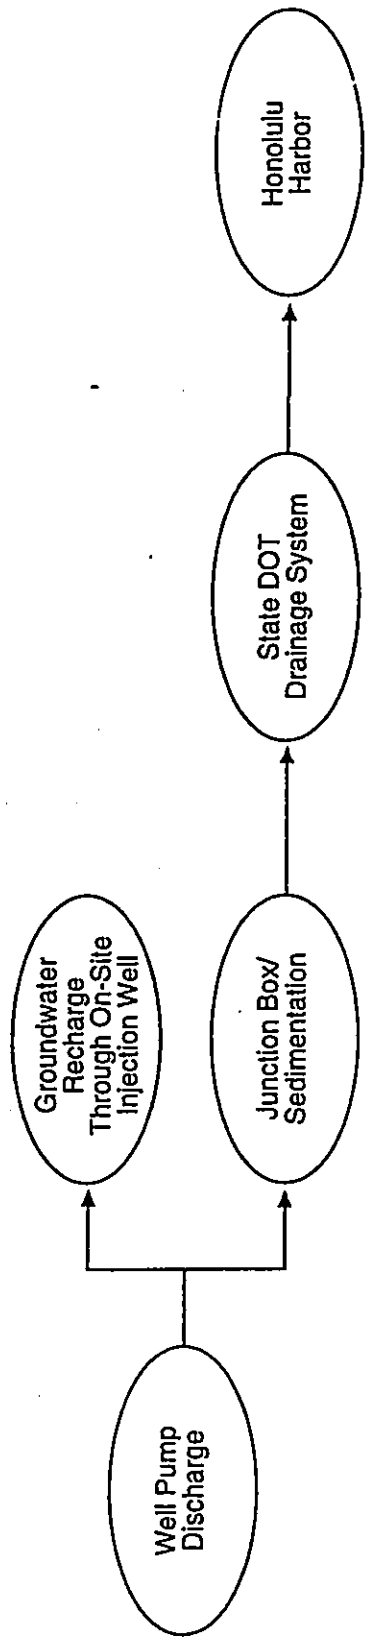 Well Pump
Discharge
Groundwater
Recharge
Through On-Site
Injection Well
Junction Box/
Sedimentation
State DOT
Drainage System
Honolulu
Harbor